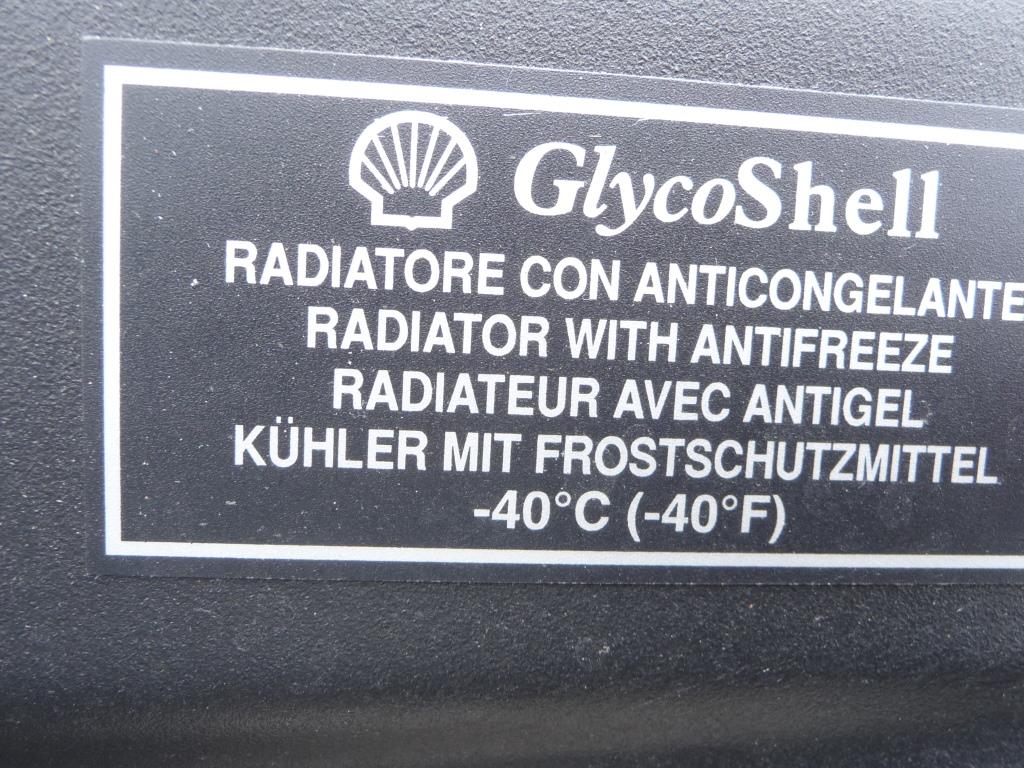 GlycoShell
RADIATORE CON ANTICONGELANTE
RADIATOR WITH ANTIFREEZE
RADIATEUR AVEC ANTIGEL
KÜHLER MIT FROSTSCHUTZMITTEL
-40°C (-40°F)